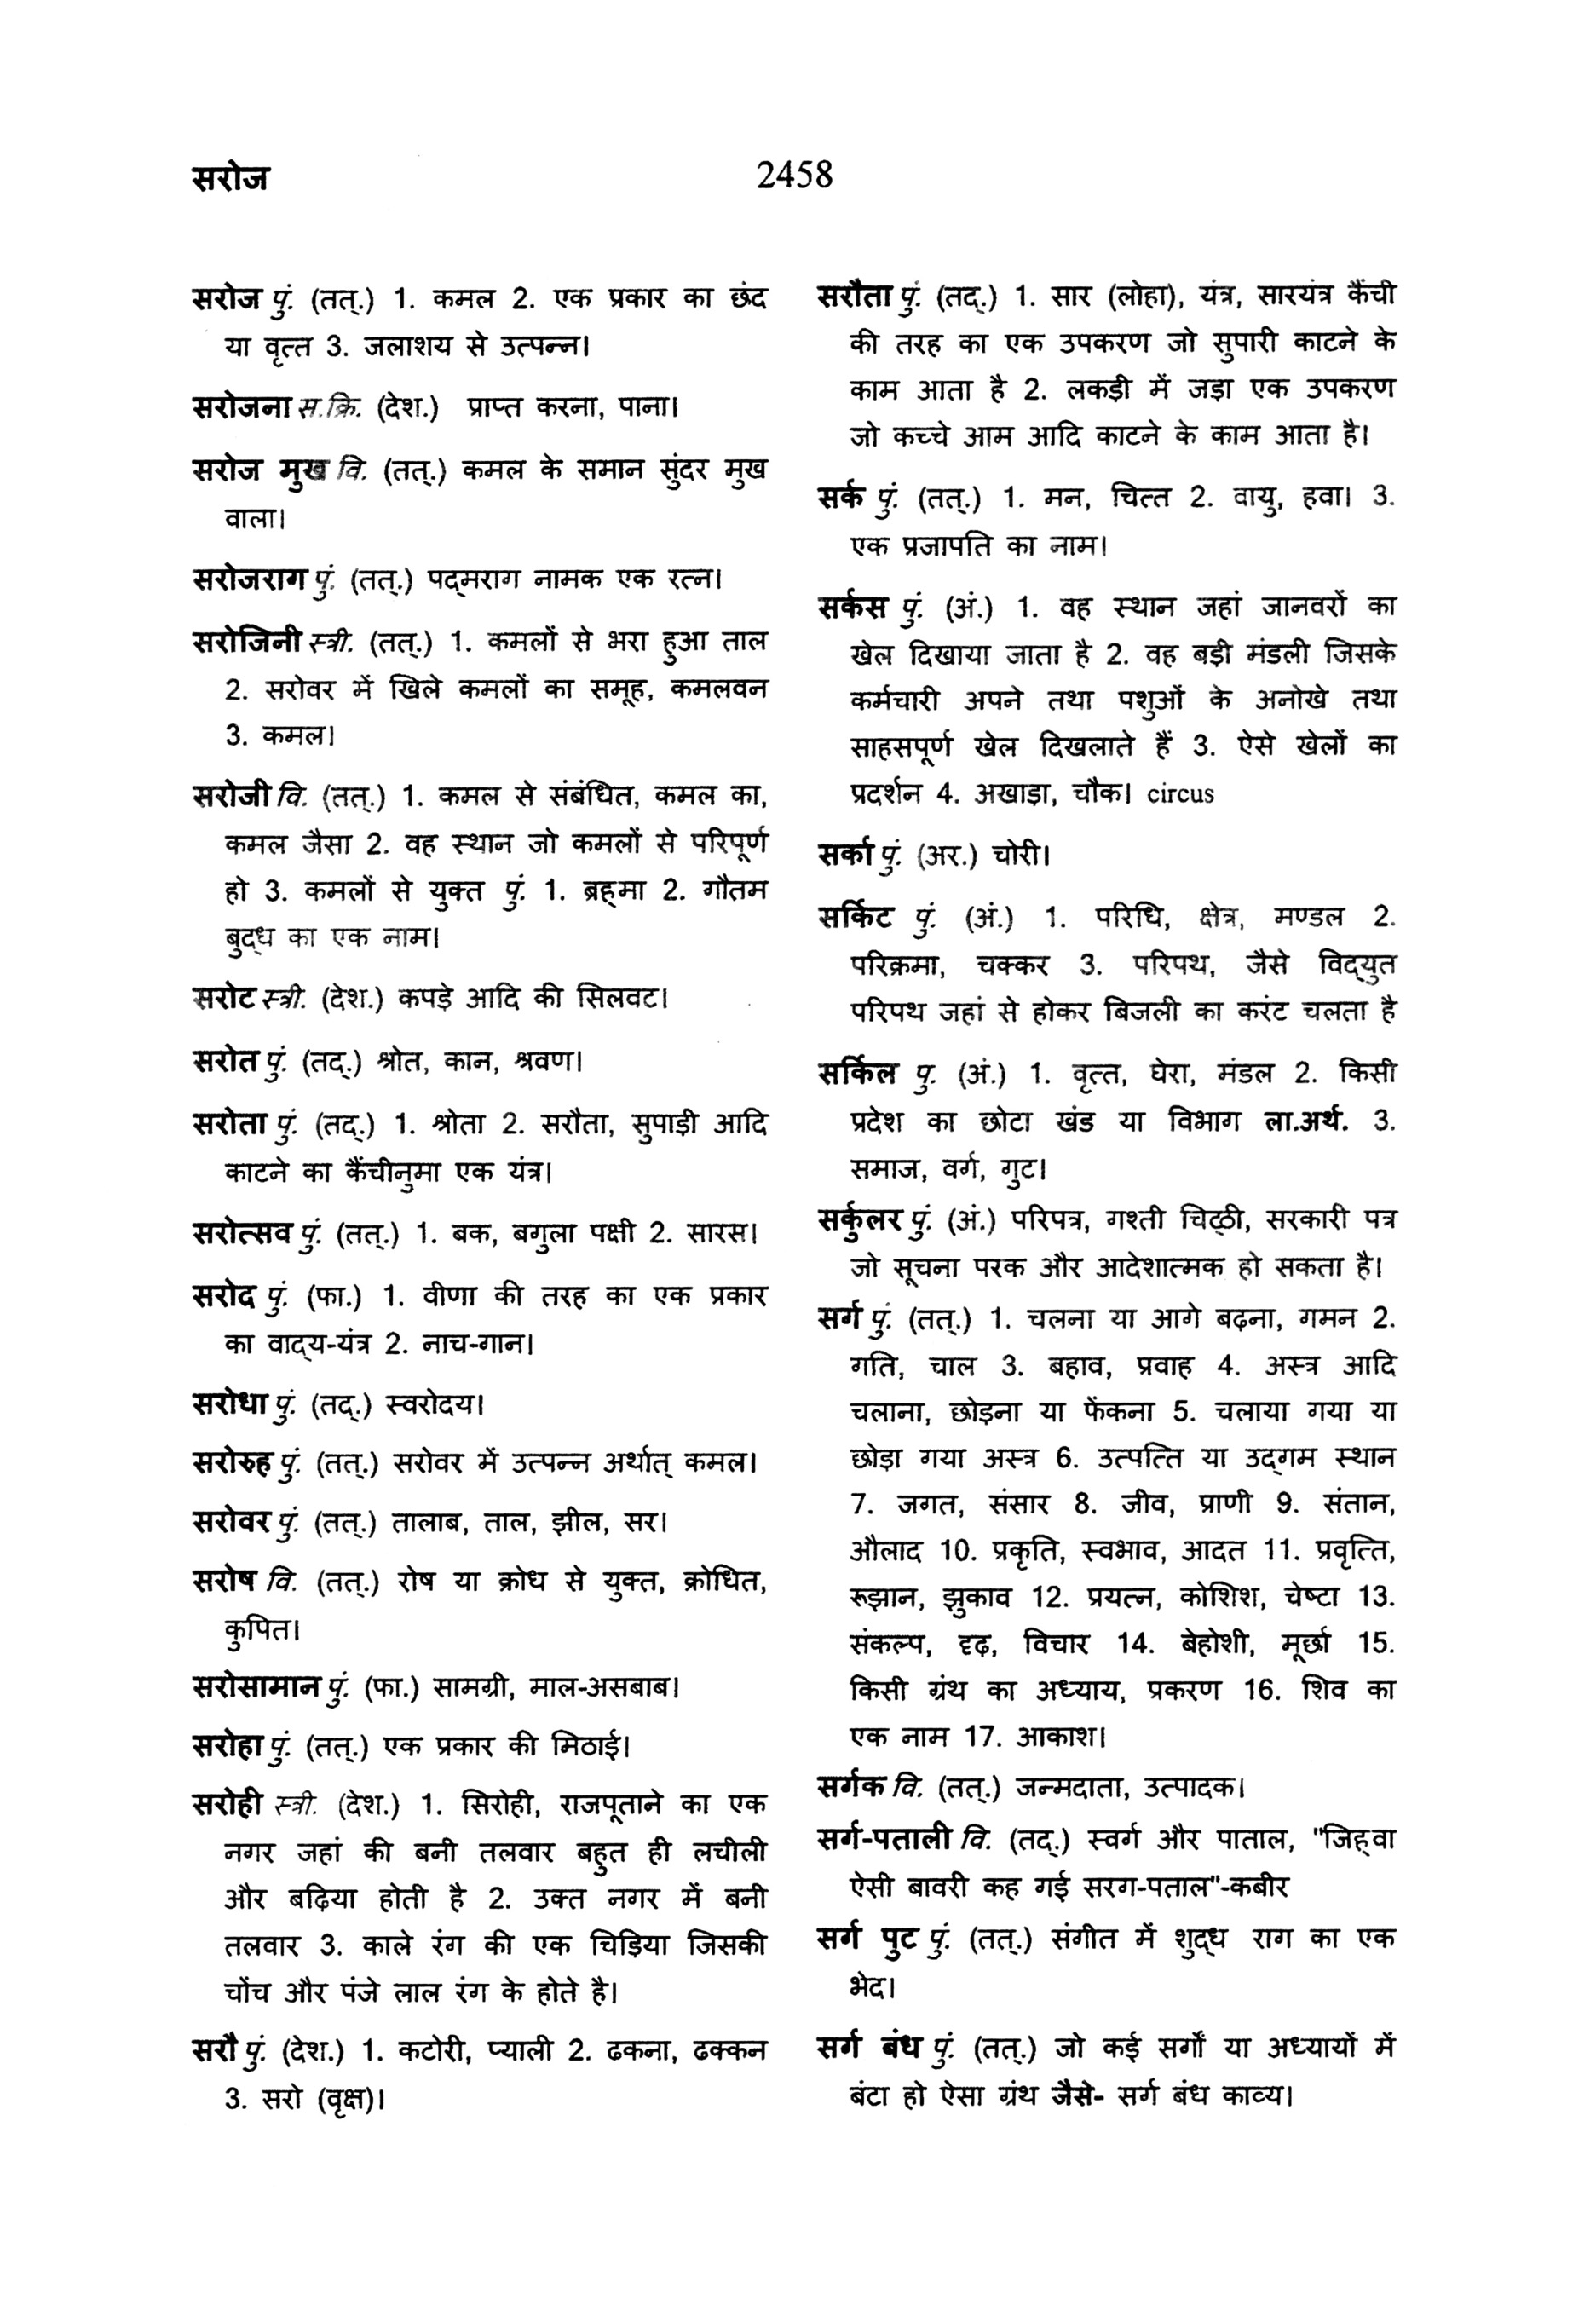 सरोज
2458
सरोज पुं. (तत्.) 1. कमल 2. एक प्रकार का छंद
या वृत्त 3. जलाशय से उत्पन्न।
सरोजना स.क्रि. (देश.) प्राप्त करना, पाना।
सरोज मुख वि. (तत्.) कमल के समान सुंदर मुख
वाला।
सरोजराग पुं. (तत्.) पद्मराग नामक एक रत्न।
सरोजिनी स्त्री. (तत्.) 1. कमलों से भरा हुआ ताल
2. सरोवर में खिले कमलों का समूह, कमलवन
3. कमल।
सरोजी वि. (तत्.) 1. कमल से संबंधित, कमल का,
कमल जैसा 2. वह स्थान जो कमलों से परिपूर्ण
हो 3. कमलों से युक्त पुं. 1. ब्रह्मा 2. गौतम
बुद्ध का एक नाम।
सरोट स्त्री. (देश.) कपड़े आदि की सिलवट।
सरोत पुं. (तद्.) श्रोत, कान, श्रवण।
सरोता पुं. (तद्.) 1. श्रोता 2. सरौता, सुपाड़ी आदि
काटने का कैंचीनुमा एक यंत्र।
सरोत्सव पुं. (तत्.) 1. बक, बगुला पक्षी 2. सारस।
सरोद पुं. (फा.) 1. वीणा की तरह का एक प्रकार
का वाद्य-यंत्र 2. नाच-गान।
सरोधा पुं. (तद्.) स्वरोदय।
सरोरुह पुं. (तत्.) सरोवर में उत्पन्न अर्थात् कमल।
सरोवर पुं. (तत्.) तालाब, ताल, झील, सर।
सरोष वि. (तत्.) रोष या क्रोध से युक्त, क्रोधित,
कुपित।
सरोसामान पुं. (फा.) सामग्री, माल-असबाब।
सरोहा पुं. (तत्.) एक प्रकार की मिठाई।
सरोही स्त्री. (देश.) 1. सिरोही, राजपूताने का एक
नगर जहां की बनी तलवार बहुत ही लचीली
और बढ़िया होती है 2. उक्त नगर में बनी
तलवार 3. काले रंग की एक चिड़िया जिसकी
चोंच और पंजे लाल रंग के होते है।
सरौ पुं. (देश.) 1. कटोरी, प्याली 2. ढकना, ढक्कन
3. सरो (वृक्ष)।
सरौता पुं. (तद्.) 1. सार (लोहा), यंत्र, सारयंत्र कैंची
की तरह का एक उपकरण जो सुपारी काटने के
काम आता है 2. लकड़ी में जड़ा एक उपकरण
जो कच्चे आम आदि काटने के काम आता है।
सर्क पुं. (तत्.) 1. मन, चित्त 2. वायु, हवा। 3.
एक प्रजापति का नाम।
सर्कस पुं. (अं.) 1. वह स्थान जहां जानवरों का
खेल दिखाया जाता है 2. वह बड़ी मंडली जिसके
कर्मचारी अपने तथा पशुओं के अनोखे तथा
साहसपूर्ण खेल दिखलाते हैं 3. ऐसे खेलों का
प्रदर्शन 4. अखाड़ा, चौक। circus
सर्का पुं. (अर.) चोरी।
सर्किट पुं. (अं.) 1. परिधि, क्षेत्र, मण्डल 2.
परिक्रमा, चक्कर 3. परिपथ, जैसे विद्युत
परिपथ जहां से होकर बिजली का करंट चलता है
सर्किल पु. (अं.) 1. वृत्त, घेरा, मंडल 2. किसी
प्रदेश का छोटा खंड या विभाग ला.अर्थ. 3.
समाज, वर्ग, गुट।
सर्कुलर पुं. (अं.) परिपत्र, गश्ती चिट्ठी, सरकारी पत्र
जो सूचना परक और आदेशात्मक हो सकता है।
सर्ग पुं. (तत्.) 1. चलना या आगे बढ़ना, गमन 2.
गति, चाल 3. बहाव, प्रवाह 4. अस्त्र आदि
चलाना, छोड़ना या फेंकना 5. चलाया गया या
छोड़ा गया अस्त्र 6. उत्पत्ति या उद्गम स्थान
7. जगत, संसार 8. जीव, प्राणी 9. संतान,
औलाद 10. प्रकृति, स्वभाव, आदत 11. प्रवृत्ति,
रूझान, झुकाव 12. प्रयत्न, कोशिश, चेष्टा 13.
संकल्प, दृढ़, विचार 14. बेहोशी, मूर्छा 15.
किसी ग्रंथ का अध्याय, प्रकरण 16. शिव का
एक नाम 17. आकाश।
सर्गक वि. (तत्.) जन्मदाता, उत्पादक।
सर्ग-पताली वि. (तद्.) स्वर्ग और पाताल, "जिह्वा
ऐसी बावरी कह गई सरग-पताल"-कबीर
सर्ग पुट पुं. (तत्.) संगीत में शुद्ध राग का एक
भेद।
सर्ग बंध पुं. (तत्.) जो कई सर्गों या अध्यायों में
बंटा हो ऐसा ग्रंथ जैसे- सर्ग बंध काव्य।